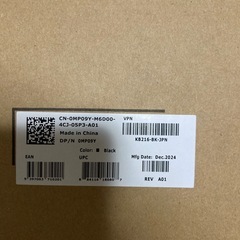 CN-0MP09Y-M6D00-
4CJ-05P3-A01
Made in China
DP/N 0MP09Y
VPN
KB216-BK-JPN
Color: B Black
Mfg Date: Dec.2024
EAN
UPC
REV A01